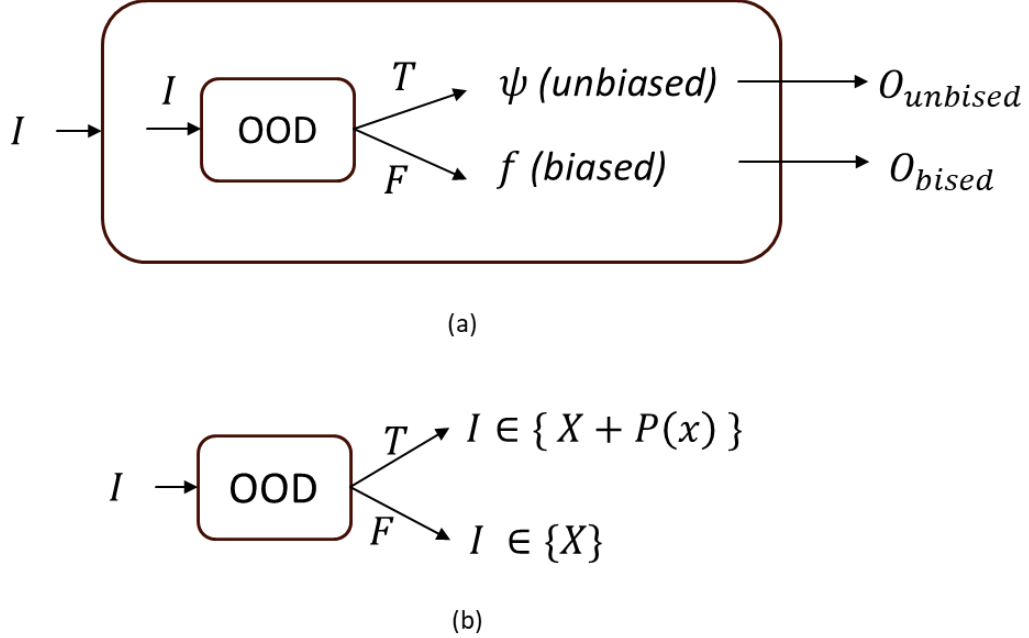 I
I
OOD
T
ψ (unbiased)
O_unbised
F
f (biased)
O_bised
(a)
I
OOD
T
I ∈ { X + P(x) }
F
I ∈ {X}
(b)